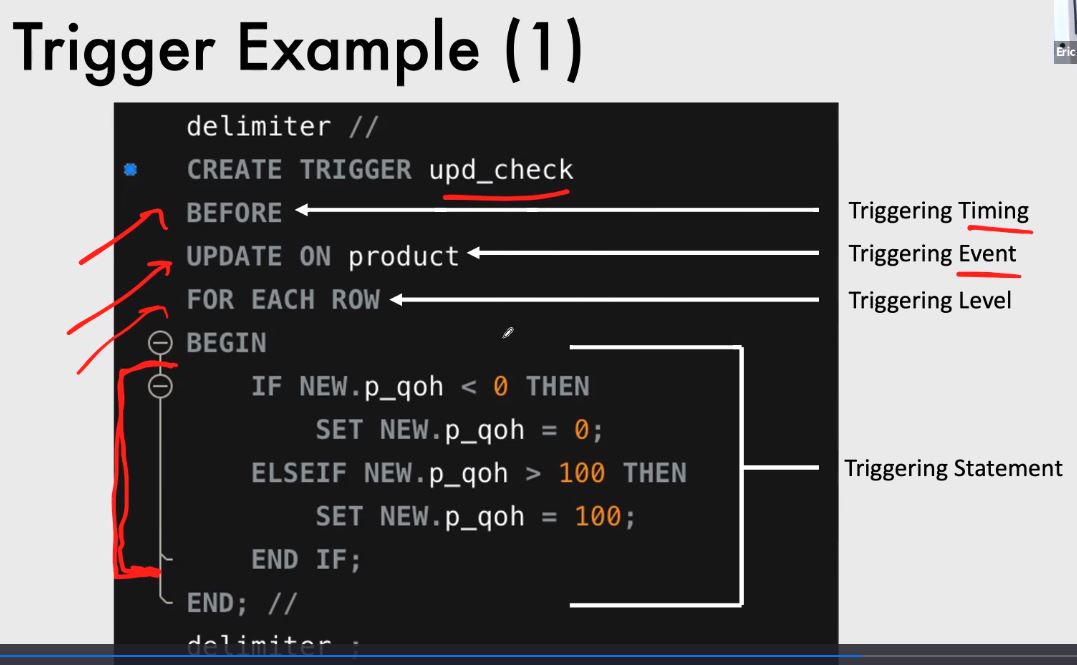 Trigger Example (1)
Eric
delimiter //
CREATE TRIGGER upd_check
BEFORE
Triggering Timing
UPDATE ON product
Triggering Event
FOR EACH ROW
Triggering Level
BEGIN
IF NEW.p_qoh < 0 THEN
SET NEW.p_qoh = 0;
ELSEIF NEW.p_qoh > 100 THEN
Triggering Statement
SET NEW.p_qoh = 100;
END IF;
END; //
delimiter ;